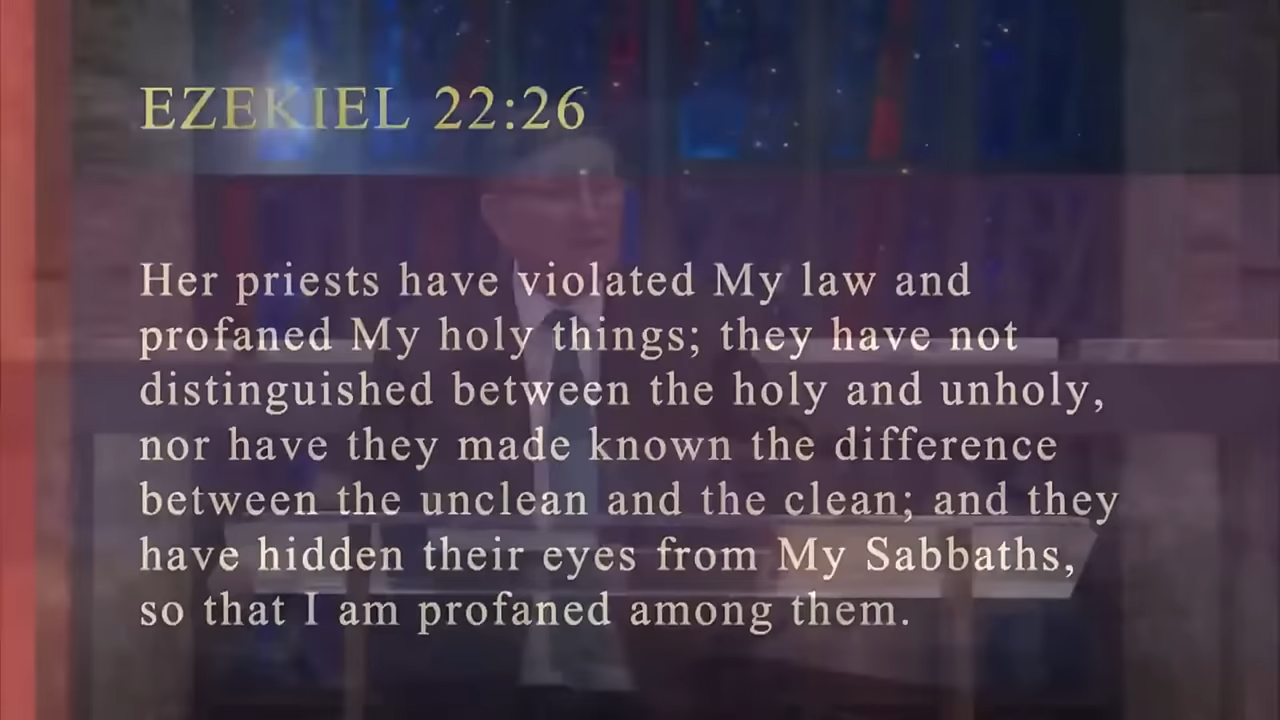 EZEKIEL 22:26
Her priests have violated My law and
profaned My holy things; they have not
distinguished between the holy and unholy,
nor have they made known the difference
between the unclean and the clean; and they
have hidden their eyes from My Sabbaths,
so that I am profaned among them.